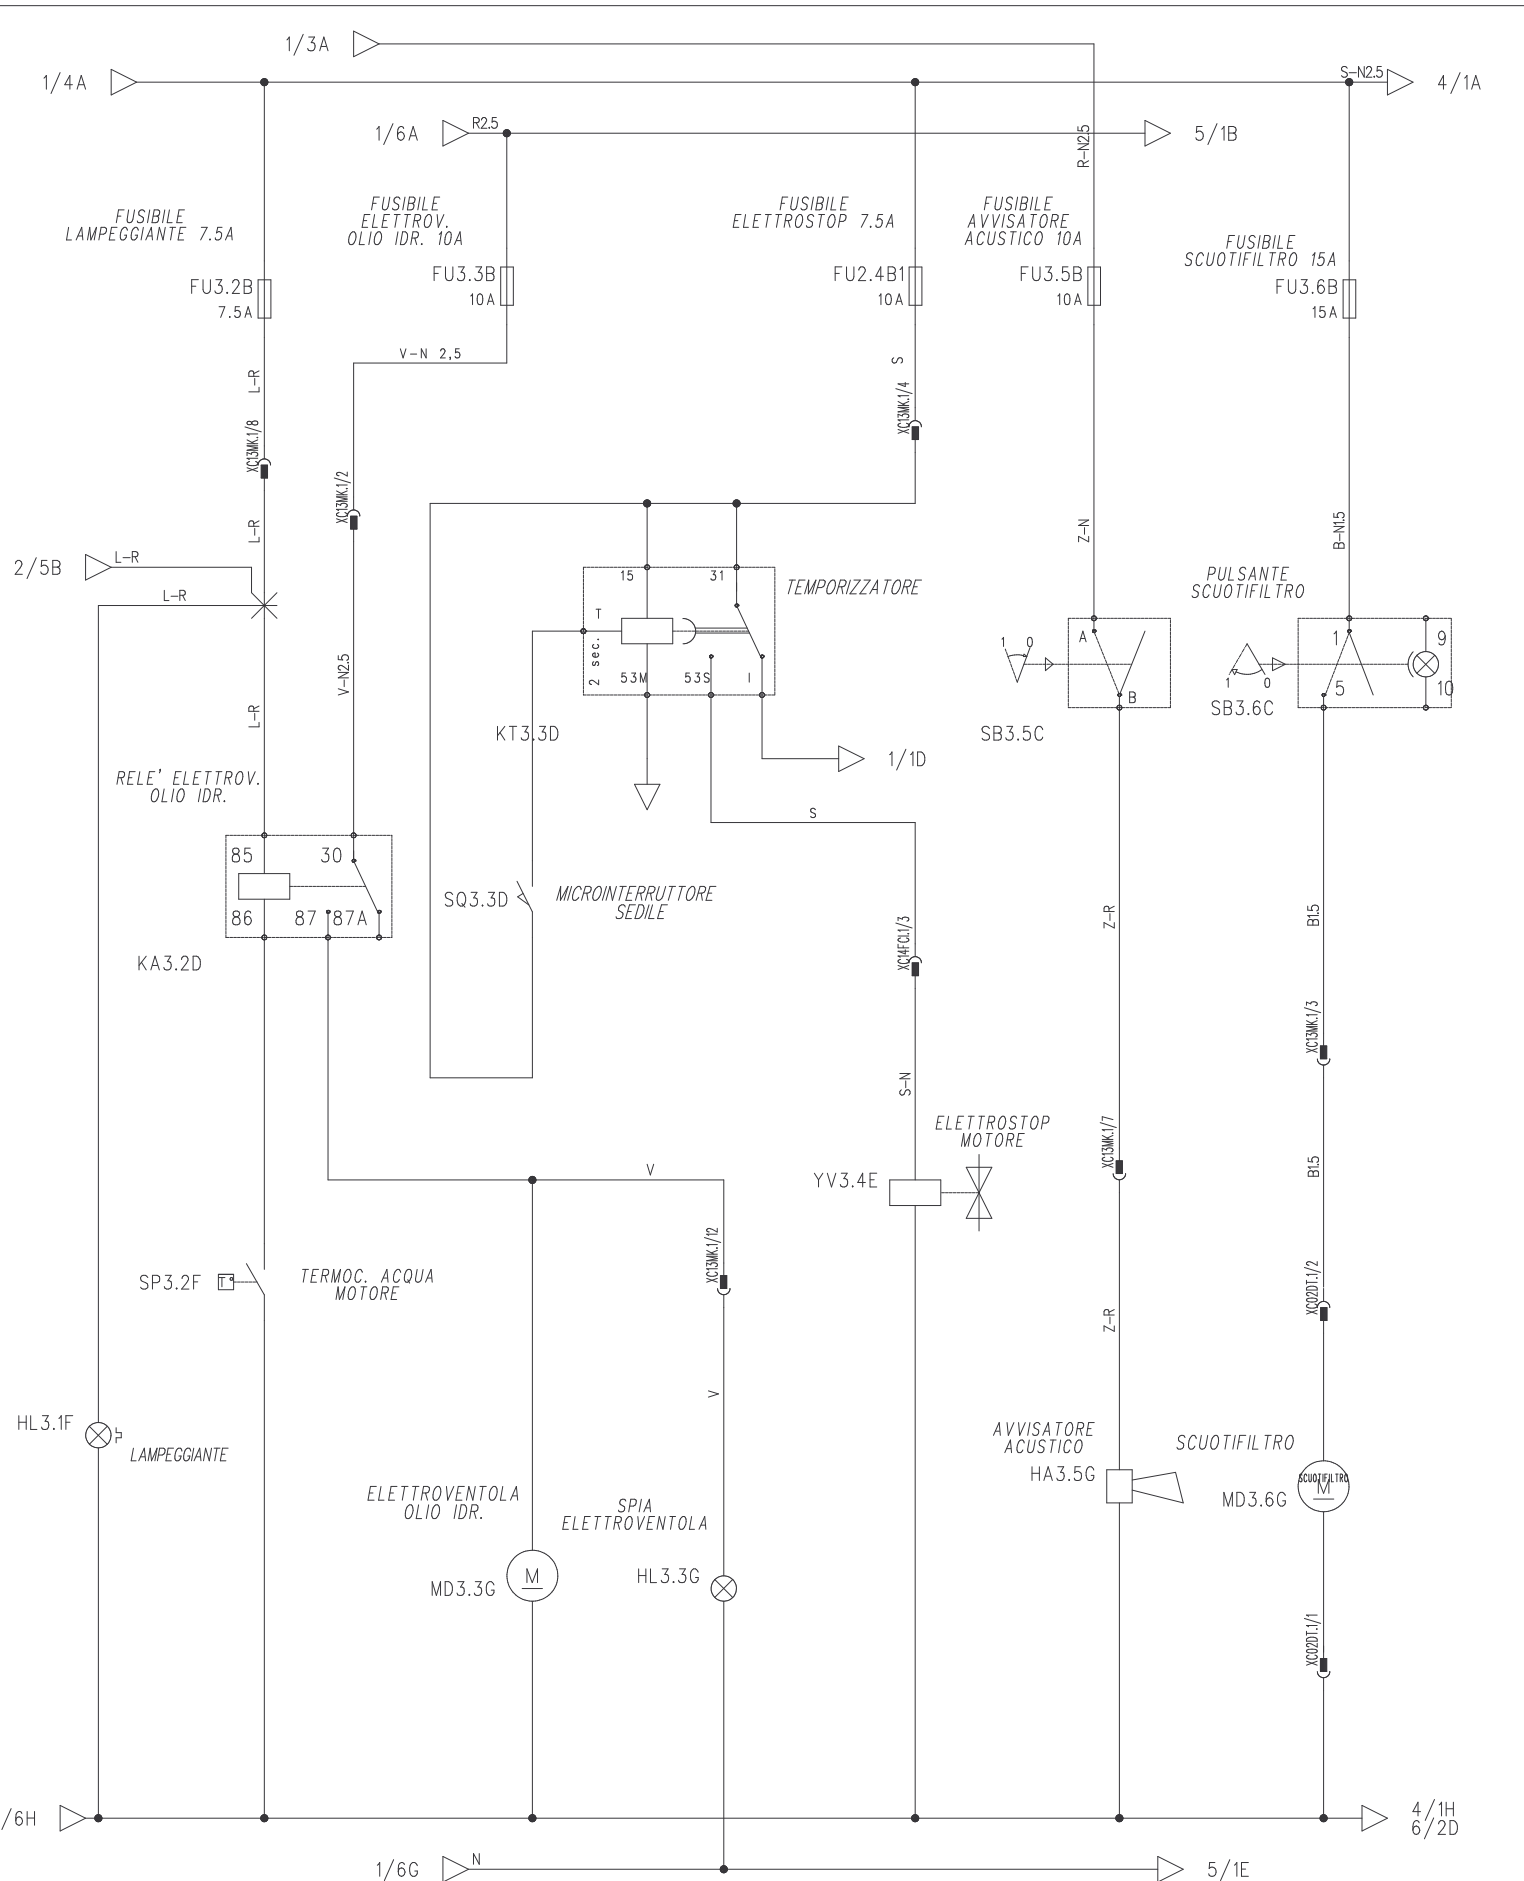 1/3A
1/4A
S-N2.5
4/1A
1/6A
R2.5
5/1B
R-N2.5
FUSIBILE
LAMPEGGIANTE 7.5A
FUSIBILE
ELETTROV.
OLIO IDR. 10A
FUSIBILE
ELETTROSTOP 7.5A
FUSIBILE
AVVISATORE
ACUSTICO 10A
FUSIBILE
SCUOTIFILTRO 15A
FU3.2B
7.5A
FU3.3B
10A
FU2.4B1
10A
FU3.5B
10A
FU3.6B
15A
V-N 2,5
L-R
S
XC13MK.1/8
XC13MK.1/2
XC13MK.1/4
L-R
Z-N
B-N1.5
2/5B
L-R
L-R
15
31
TEMPORIZZATORE
PULSANTE
SCUOTIFILTRO
T
2 sec.
53M
53S
I
1
0
A
B
SB3.5C
1
0
SB3.6C
1
5
9
10
V-N2.5
L-R
KT3.3D
1/1D
RELE' ELETTROV.
OLIO IDR.
S
85
30
86
87
87A
KA3.2D
SQ3.3D
MICROINTERRUTTORE
SEDILE
XC14FC1.1/3
Z-R
B1.5
XC13MK.1/3
S-N
ELETTROSTOP
MOTORE
XC13MK.1/7
B1.5
V
YV3.4E
XC13MK.1/12
SP3.2F
T°
TERMOC. ACQUA
MOTORE
XC02DT.1/2
Z-R
V
HL3.1F
LAMPEGGIANTE
AVVISATORE
ACUSTICO
HA3.5G
SCUOTIFILTRO
SCUOTIFILTRO
M
MD3.6G
ELETTROVENTOLA
OLIO IDR.
SPIA
ELETTROVENTOLA
MD3.3G
M
HL3.3G
XC02DT.1/1
/6H
4/1H
6/2D
1/6G
N
5/1E